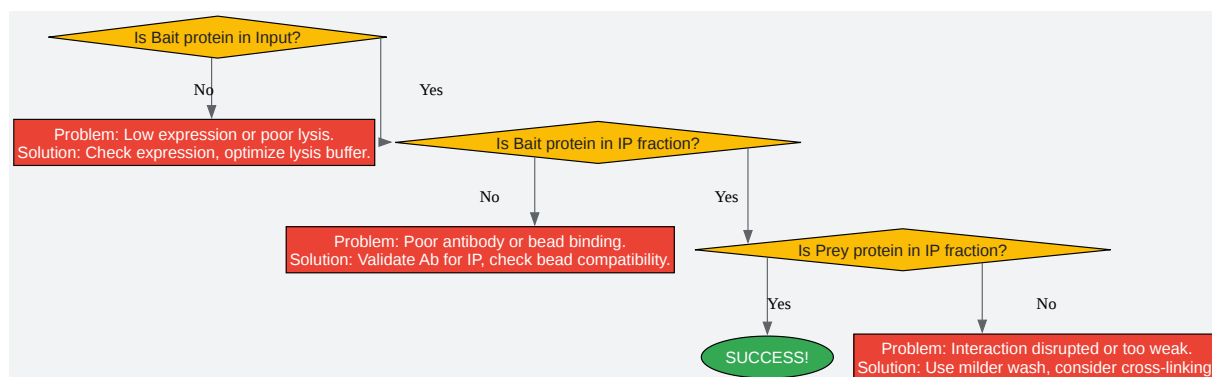 Is Bait protein in Input?
No
Yes
Problem: Low expression or poor lysis.
Solution: Check expression, optimize lysis buffer.
Is Bait protein in IP fraction?
No
Yes
Problem: Poor antibody or bead binding.
Solution: Validate Ab for IP, check bead compatibility.
Is Prey protein in IP fraction?
Yes
No
SUCCESS!
Problem: Interaction disrupted or too weak.
Solution: Use milder wash, consider cross-linking